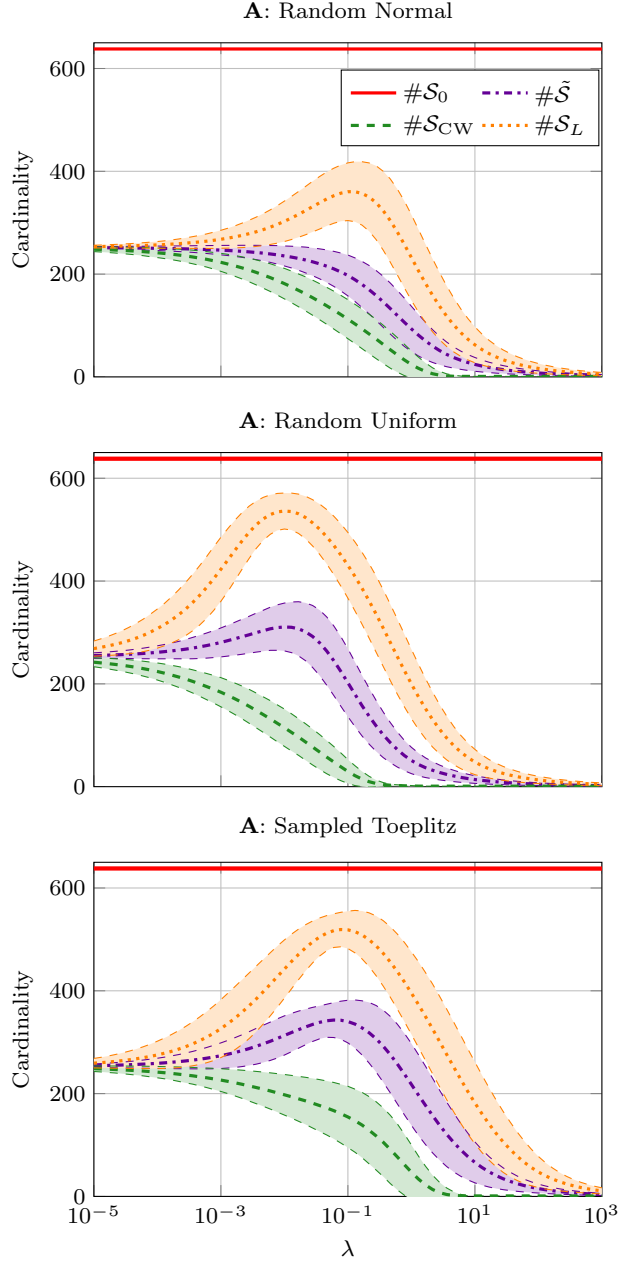 A: Random Normal
600
400
200
0
Cardinality
#S₀ #S̃
#S_CW #S_L
A: Random Uniform
600
400
200
0
Cardinality
A: Sampled Toeplitz
600
400
200
0
Cardinality
10⁻⁵ 10⁻³ 10⁻¹ 10¹ 10³
λ